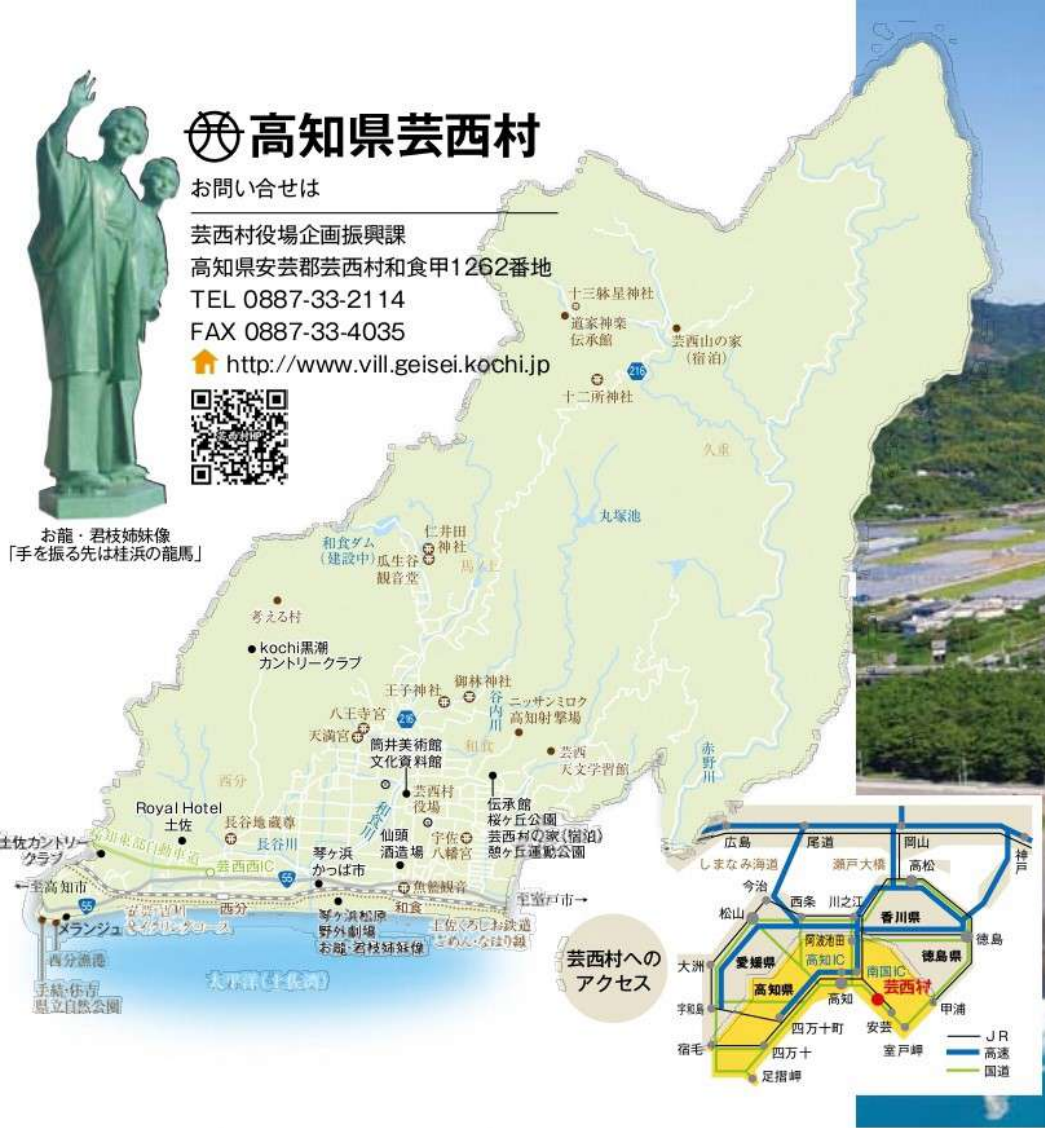 高知県芸西村
お問い合せは
芸西村役場企画振興課
高知県安芸郡芸西村和食甲1262番地
TEL 0887-33-2114
FAX 0887-33-4035
http://www.vill.geisei.kochi.jp
芸西村HP
お龍・君枝姉妹像
「手を振る先は桂浜の龍馬」
十三躰星神社
道家神楽
伝承館
芸西山の家
(宿泊)
216
十二所神社
久重
丸塚池
和食ダム
(建設中)
仁井田
神社
瓜生谷
観音堂
馬ノ上
考える村
kochi黒潮
カントリークラブ
王子神社
御林神社
谷内川
ニッサンミロク
高知射撃場
八王寺宮
天満宮
216
筒井美術館
文化資料館
和食
芸西
天文学習館
赤野川
西分
芸西村
役場
和食川
伝承館
桜ヶ丘公園
芸西村の家(宿泊)
憩ヶ丘運動公園
Royal Hotel
土佐
長谷地蔵尊
長谷川
仙頭
酒造場
宇佐
八幡宮
土佐カントリー
クラブ
高知東部自動車道
芸西西IC
琴ヶ浜
かっぱ市
55
魚籃観音
←至高知市
55
西分
和食
至室戸市→
メランジュ
安芸・宮川
サイクリングコース
琴ヶ浜松原
野外劇場
お龍・君枝姉妹像
土佐くろしお鉄道
ごめん・なはり線
西分漁港
太平洋(土佐湾)
手結・住吉
県立自然公園
芸西村への
アクセス
広島
尾道
岡山
神戸
しまなみ海道
瀬戸大橋
高松
今治
西条
川之江
松山
香川県
徳島
阿波池田
徳島県
大洲
愛媛県
高知IC
南国IC
高知県
高知
芸西村
宇和島
甲浦
安芸
四万十町
室戸岬
宿毛
四万十
足摺岬
JR
高速
国道